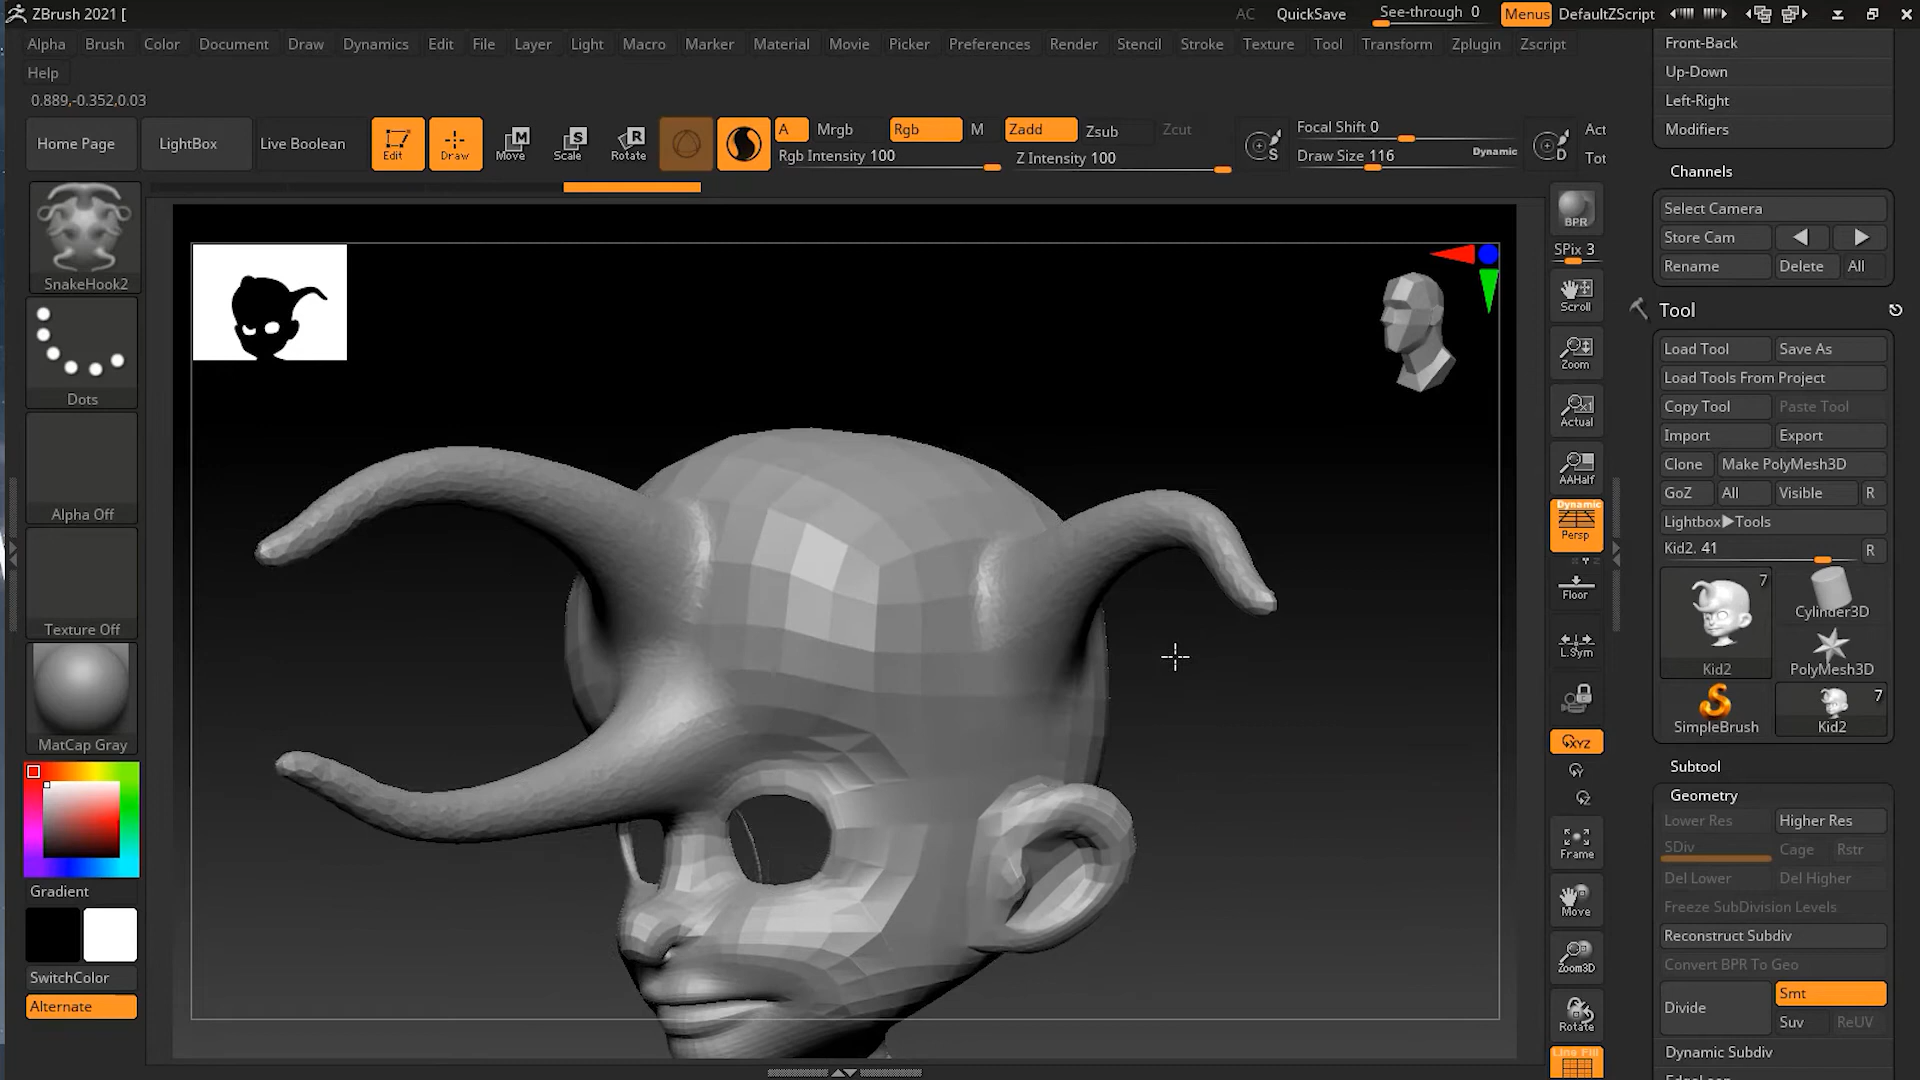 ZBrush 2021 [
AC QuickSave See-through 0 Menus DefaultZScript
Alpha Brush Color Document Draw Dynamics Edit File Layer Light Macro Marker Material Movie Picker Preferences Render Stencil Stroke Texture Tool Transform Zplugin Zscript
Help
0.889,-0.352,0.03
Home Page LightBox Live Boolean Edit Draw Move Scale Rotate
M S R
A Mrgb Rgb M Zadd Zsub Zcut
Rgb Intensity 100 Z Intensity 100
S Focal Shift 0
Draw Size 116 Dynamic
D Act
Tot
SnakeHook2
Dots
Alpha Off
Texture Off
MatCap Gray
Gradient
SwitchColor
Alternate
BPR
SPix 3
Scroll
Zoom
Actual
AAHalf
Dynamic
Persp
Floor
L.Sym
XYZ
Y
Z
Frame
Move
Zoom3D
Rotate
Line Fill
Front-Back
Up-Down
Left-Right
Modifiers
Channels
Select Camera
Store Cam
Rename Delete All
Tool
Load Tool Save As
Load Tools From Project
Copy Tool Paste Tool
Import Export
Clone Make PolyMesh3D
GoZ All Visible R
Lightbox▶Tools
Kid2. 41 R
7
Cylinder3D
Kid2 PolyMesh3D
7
SimpleBrush Kid2
Subtool
Geometry
Lower Res Higher Res
SDiv Cage Rstr
Del Lower Del Higher
Freeze SubDivision Levels
Reconstruct Subdiv
Convert BPR To Geo
Divide Smt
Suv ReUV
Dynamic Subdiv